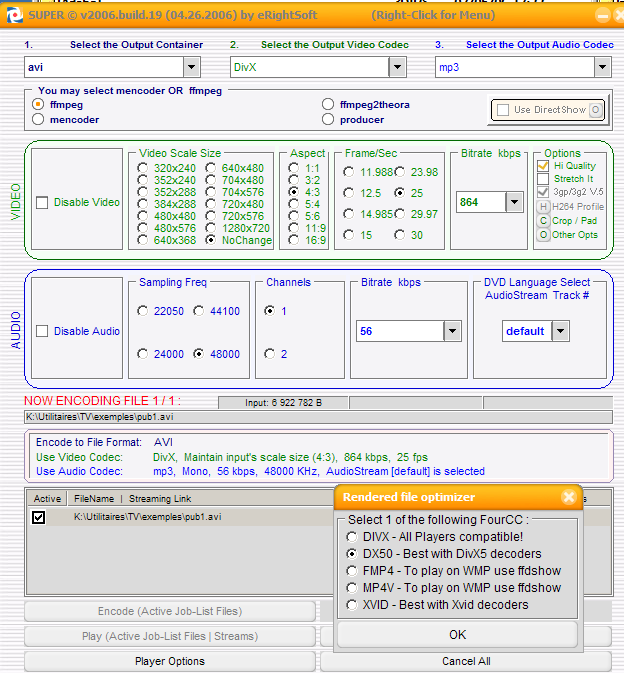 SUPER © v2006.build.19 (04.26.2006) by eRightSoft (Right-Click for Menu)
1. Select the Output Container 2. Select the Output Video Codec 3. Select the Output Audio Codec
avi DivX mp3
You may select mencoder OR ffmpeg
ffmpeg ffmpeg2theora
mencoder producer
Use DirectShow O
VIDEO
Disable Video
Video Scale Size
320x240 640x480
352x240 704x480
352x288 704x576
384x288 720x480
480x480 720x576
480x576 1280x720
640x368 NoChange
Aspect
1:1
3:2
4:3
5:4
5:6
11:9
16:9
Frame/Sec
11.988 23.98
12.5 25
14.985 29.97
15 30
Bitrate kbps
864
Options
Hi Quality
Stretch It
3gp/3g2 V.5
H H264 Profile
C Crop / Pad
O Other Opts
AUDIO
Disable Audio
Sampling Freq
22050 44100
24000 48000
Channels
1
2
Bitrate kbps
56
DVD Language Select
AudioStream Track #
default
NOW ENCODING FILE 1 / 1 : Input: 6 922 782 B
K:\Utilitaires\TV\exemples\pub1.avi
Encode to File Format: AVI
Use Video Codec: DivX, Maintain input's scale size (4:3), 864 kbps, 25 fps
Use Audio Codec: mp3, Mono, 56 kbps, 48000 KHz, AudioStream [default] is selected
Active FileName | Streaming Link
K:\Utilitaires\TV\exemples\pub1.avi
Rendered file optimizer
Select 1 of the following FourCC :
DIVX - All Players compatible!
DX50 - Best with DivX5 decoders
FMP4 - To play on WMP use ffdshow
MP4V - To play on WMP use ffdshow
XVID - Best with Xvid decoders
OK
Encode (Active Job-List Files)
Play (Active Job-List Files | Streams)
Player Options Cancel All